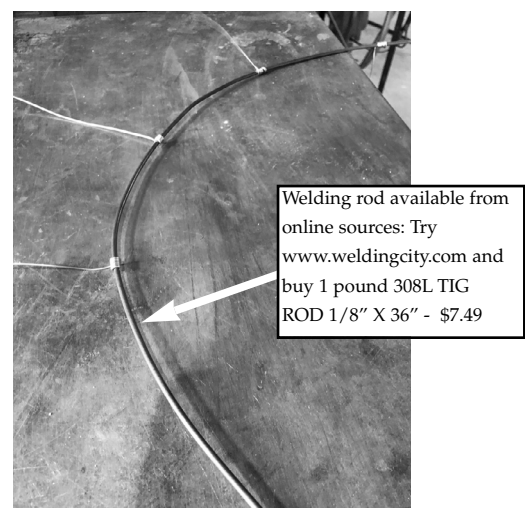 Welding rod available from
online sources: Try
www.weldingcity.com and
buy 1 pound 308L TIG
ROD 1/8” X 36” -  $7.49